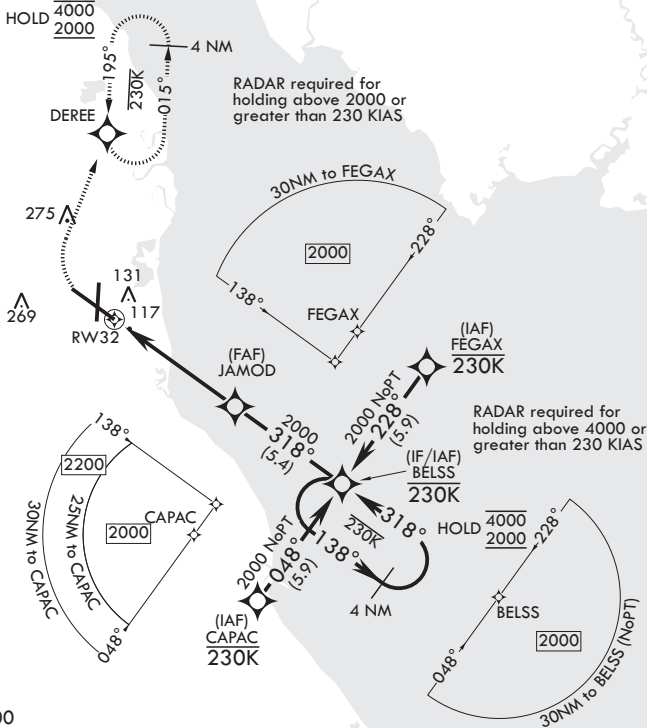 HOLD 4000
2000
195°
230K
015°
4 NM
DEREE
RADAR required for
holding above 2000 or
greater than 230 KIAS
30NM to FEGAX
2000
228°
138°
FEGAX
275
131
117
269
RW32
(FAF)
JAMOD
(IAF)
FEGAX
230K
2000 NoPT
228°
(5.9)
2000
318°
(5.4)
RADAR required for
holding above 4000 or
greater than 230 KIAS
(IF/IAF)
BELSS
230K
138°
2200
2000
CAPAC
30NM to CAPAC
25NM to CAPAC
048°
2000 NoPT
048°
(5.9)
230K
318°
138°
4 NM
HOLD 4000
2000
(IAF)
CAPAC
230K
228°
BELSS
048°
2000
30NM to BELSS (NoPT)
00